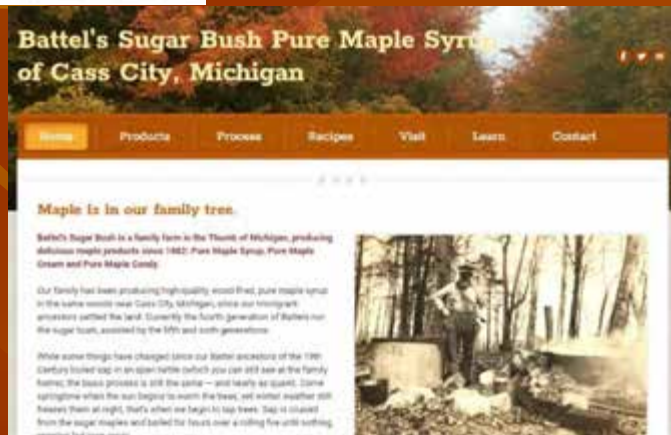 Battel's Sugar Bush Pure Maple Syrup
of Cass City, Michigan
Home
Products
Process
Recipes
Visit
Learn
Contact
Maple is in our family tree.
Battel's Sugar Bush is a family farm in the Thumb of Michigan, producing
delicious maple products since 1882: Pure Maple Syrup, Pure Maple
Cream and Pure Maple Candy.
Our family has been producing high-quality, wood-fired, pure maple syrup
in the same woods near Cass City, Michigan, since our immigrant
ancestors settled the land. Currently the fourth generation of Battels run
the sugar bush, assisted by the fifth and sixth generations.
While some things have changed since our Battel ancestors of the 19th
Century boiled sap in an open kettle (which you can still see at the family
home), the basic process is still the same — and nearly as quaint. Come
springtime when the sun begins to warm the trees, yet winter weather still
freezes them at night, that's when we begin to tap trees. Sap is
from the sugar maples and boiled for hours over a fire until nothing